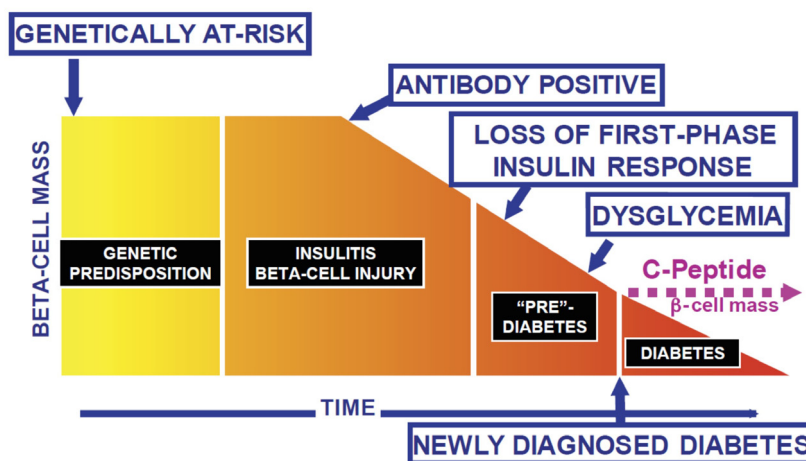 GENETICALLY AT-RISK
ANTIBODY POSITIVE
LOSS OF FIRST-PHASE
INSULIN RESPONSE
DYSGLYCEMIA
BETA-CELL MASS
GENETIC
PREDISPOSITION
INSULITIS
BETA-CELL INJURY
"PRE"-
DIABETES
C-Peptide
β-cell mass
DIABETES
TIME
NEWLY DIAGNOSED DIABETES